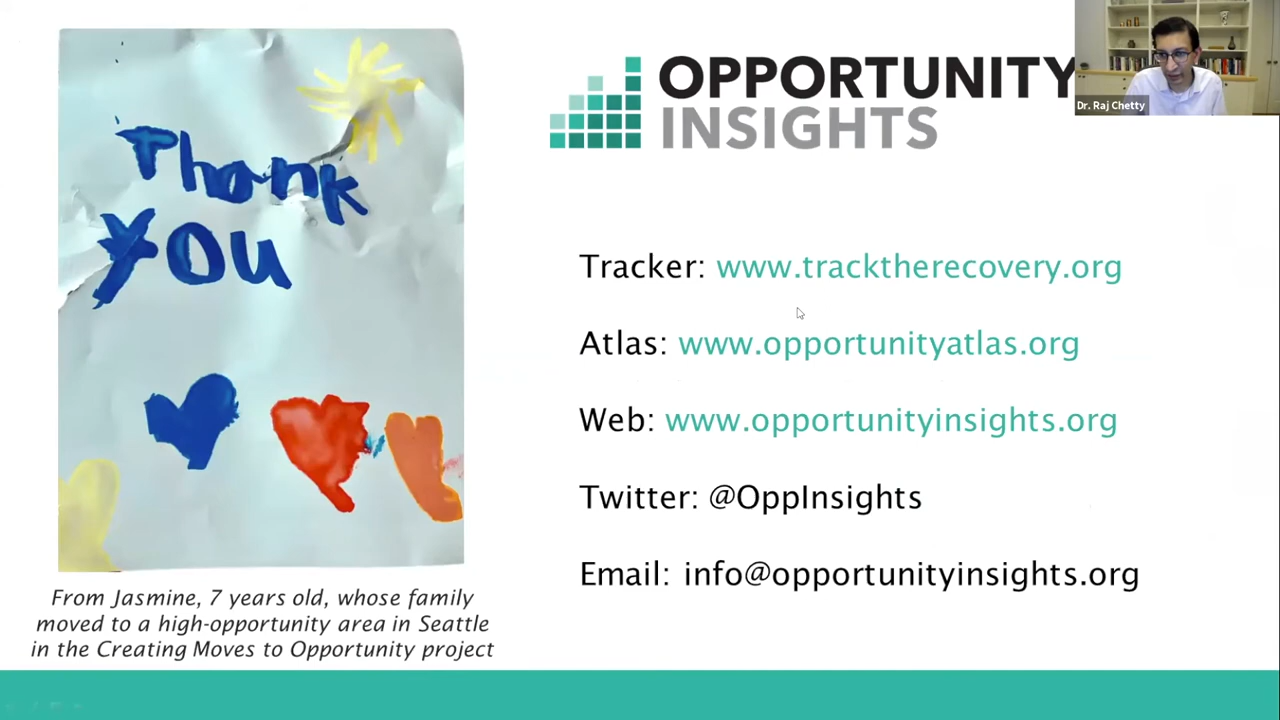 Thank
you
From Jasmine, 7 years old, whose family
moved to a high-opportunity area in Seattle
in the Creating Moves to Opportunity project
OPPORTUNITY
INSIGHTS
Dr. Raj Chetty
Tracker: www.tracktherecovery.org
Atlas: www.opportunityatlas.org
Web: www.opportunityinsights.org
Twitter: @OppInsights
Email: info@opportunityinsights.org